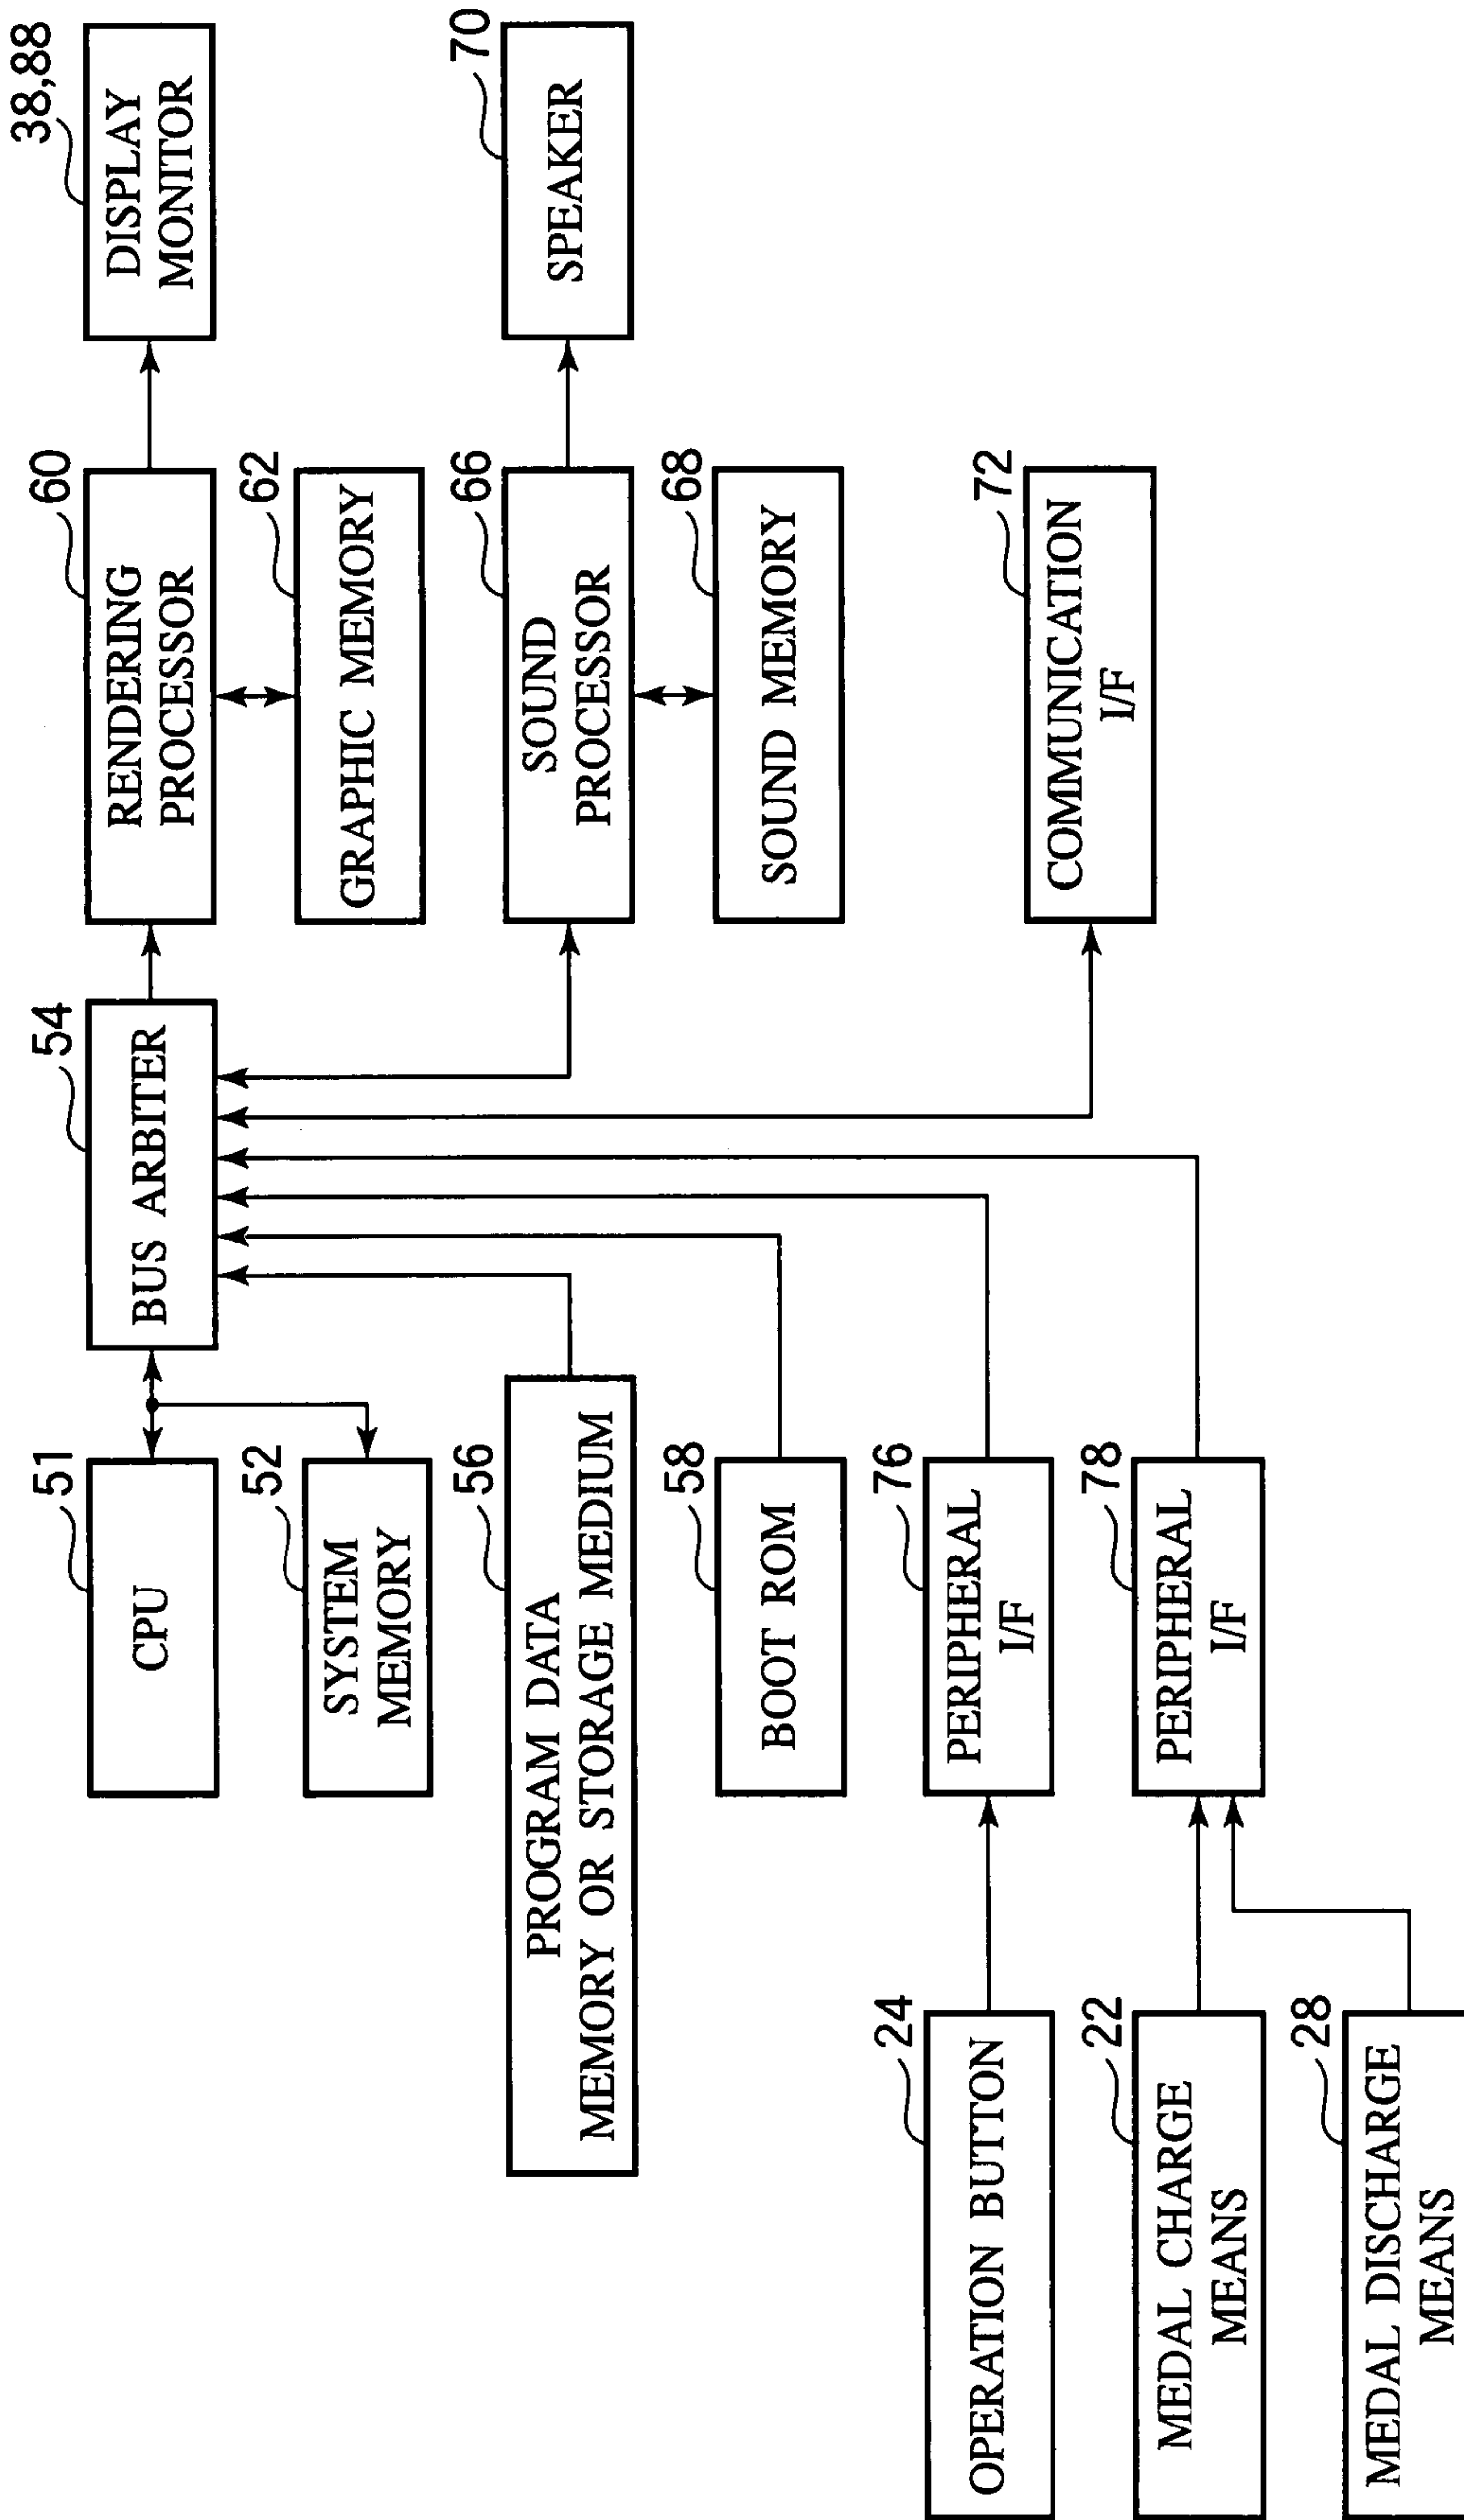 51
CPU
52
SYSTEM
MEMORY
56
PROGRAM DATA
MEMORY OR STORAGE MEDIUM
58
BOOT ROM
76
PERIPHERAL
I/F
78
PERIPHERAL
I/F
24
OPERATION BUTTON
22
MEDAL CHARGE
MEANS
28
MEDAL DISCHARGE
MEANS
54
BUS ARBITER
60
RENDERING
PROCESSOR
62
GRAPHIC MEMORY
66
SOUND
PROCESSOR
68
SOUND MEMORY
72
COMMUNICATION
I/F
38,88
DISPLAY
MONITOR
70
SPEAKER